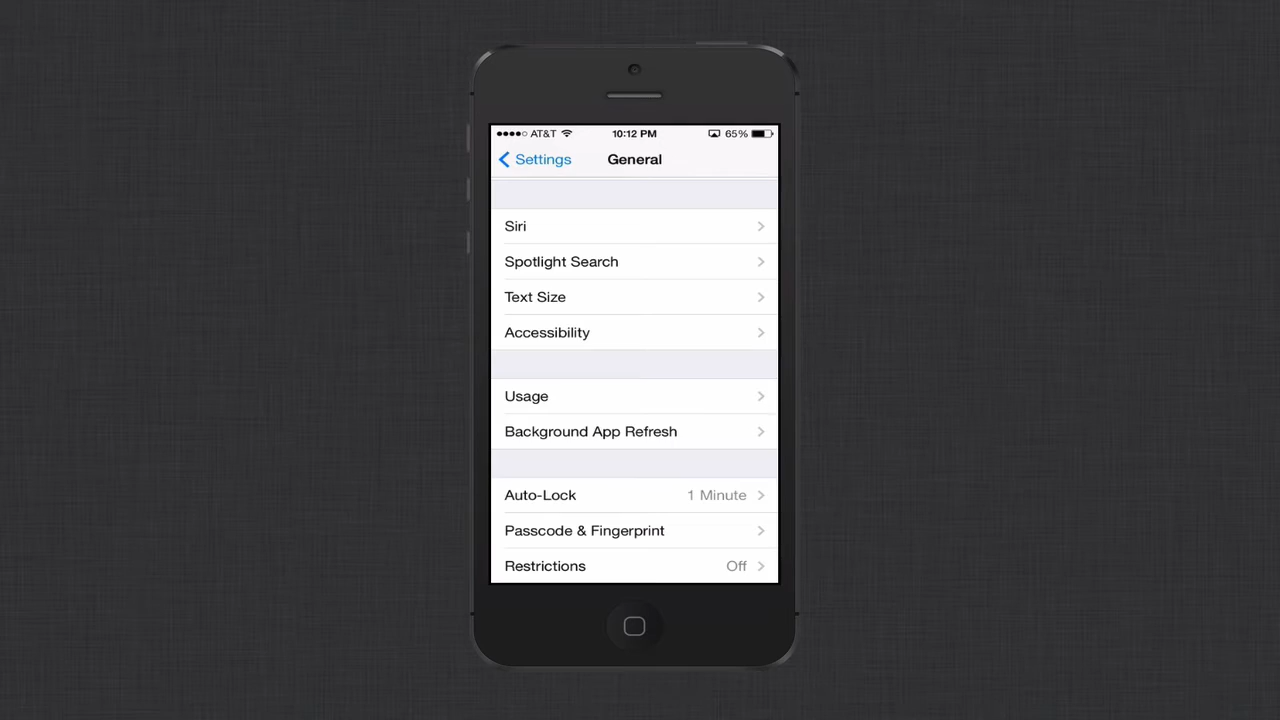 AT&T 10:12 PM 65%
Settings General
Siri
Spotlight Search
Text Size
Accessibility
Usage
Background App Refresh
Auto-Lock 1 Minute
Passcode & Fingerprint
Restrictions Off